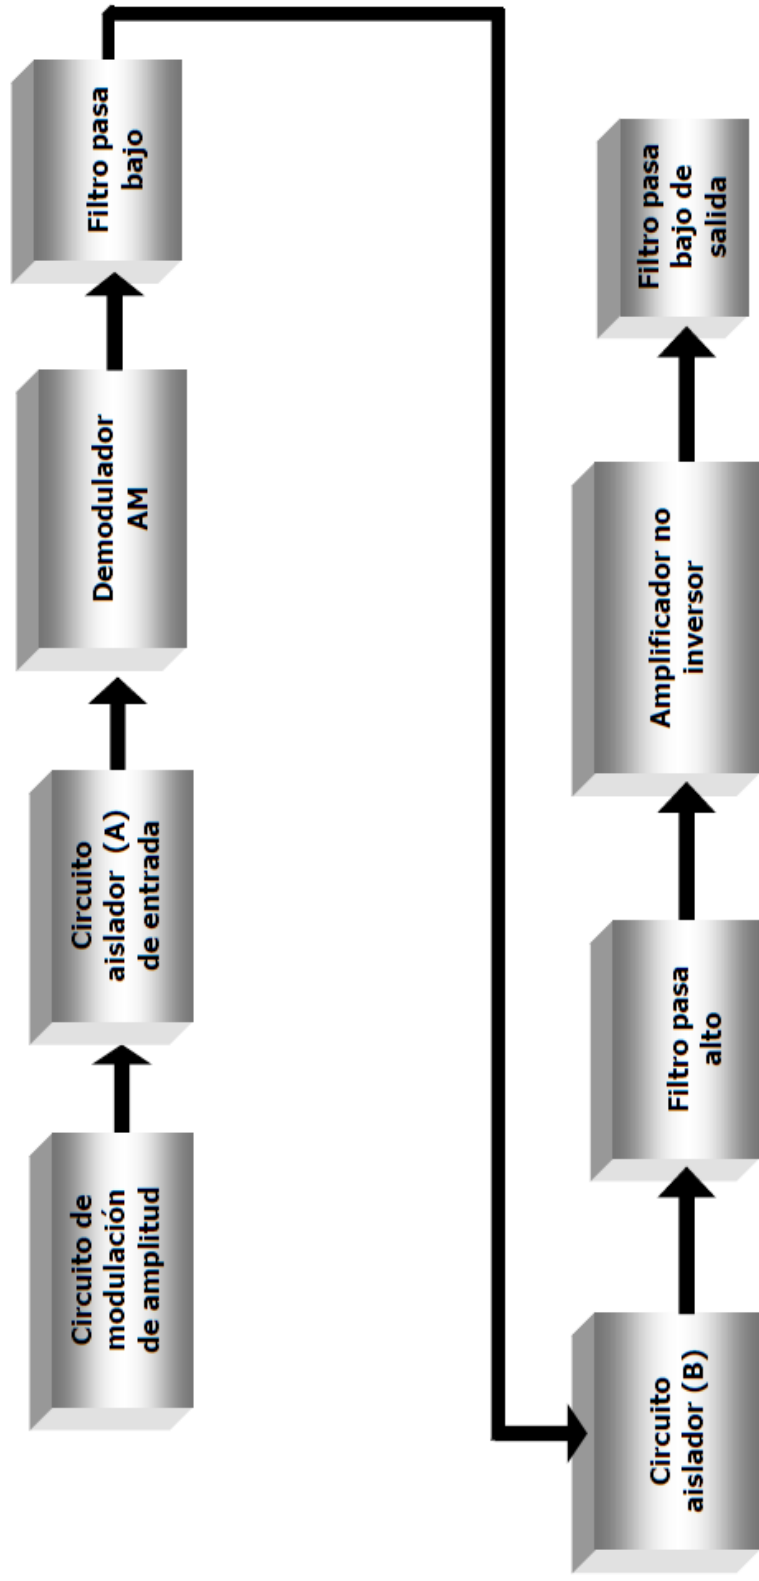 Circuito de
modulación
de amplitud
Circuito
aislador (A)
de entrada
Demodulador
AM
Filtro pasa
bajo
Circuito
aislador (B)
Filtro pasa
alto
Amplificador no
inversor
Filtro pasa
bajo de
salida